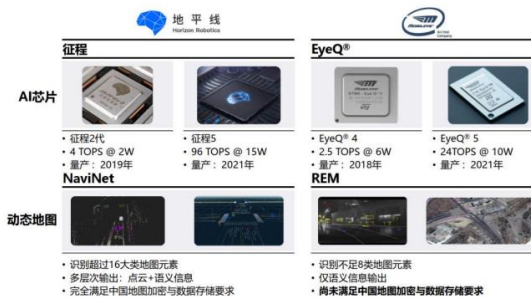 地平线
Horizon Robotics
MOBILEYE
征程
EyeQ®
AI芯片
• 征程2代
• 4 TOPS @ 2W
• 量产：2019年
• 征程5
• 96 TOPS @ 15W
• 量产：2021年
• EyeQ® 4
• 2.5 TOPS @ 6W
• 量产：2018年
• EyeQ® 5
• 24TOPS @ 10W
• 量产：2021年
NaviNet
REM
动态地图
• 识别超过16大类地图元素
• 多层次输出：点云+语义信息
• 完全满足中国地图加密与数据存储要求
• 识别不足8类地图元素
• 仅语义信息输出
• 尚未满足中国地图加密与数据存储要求